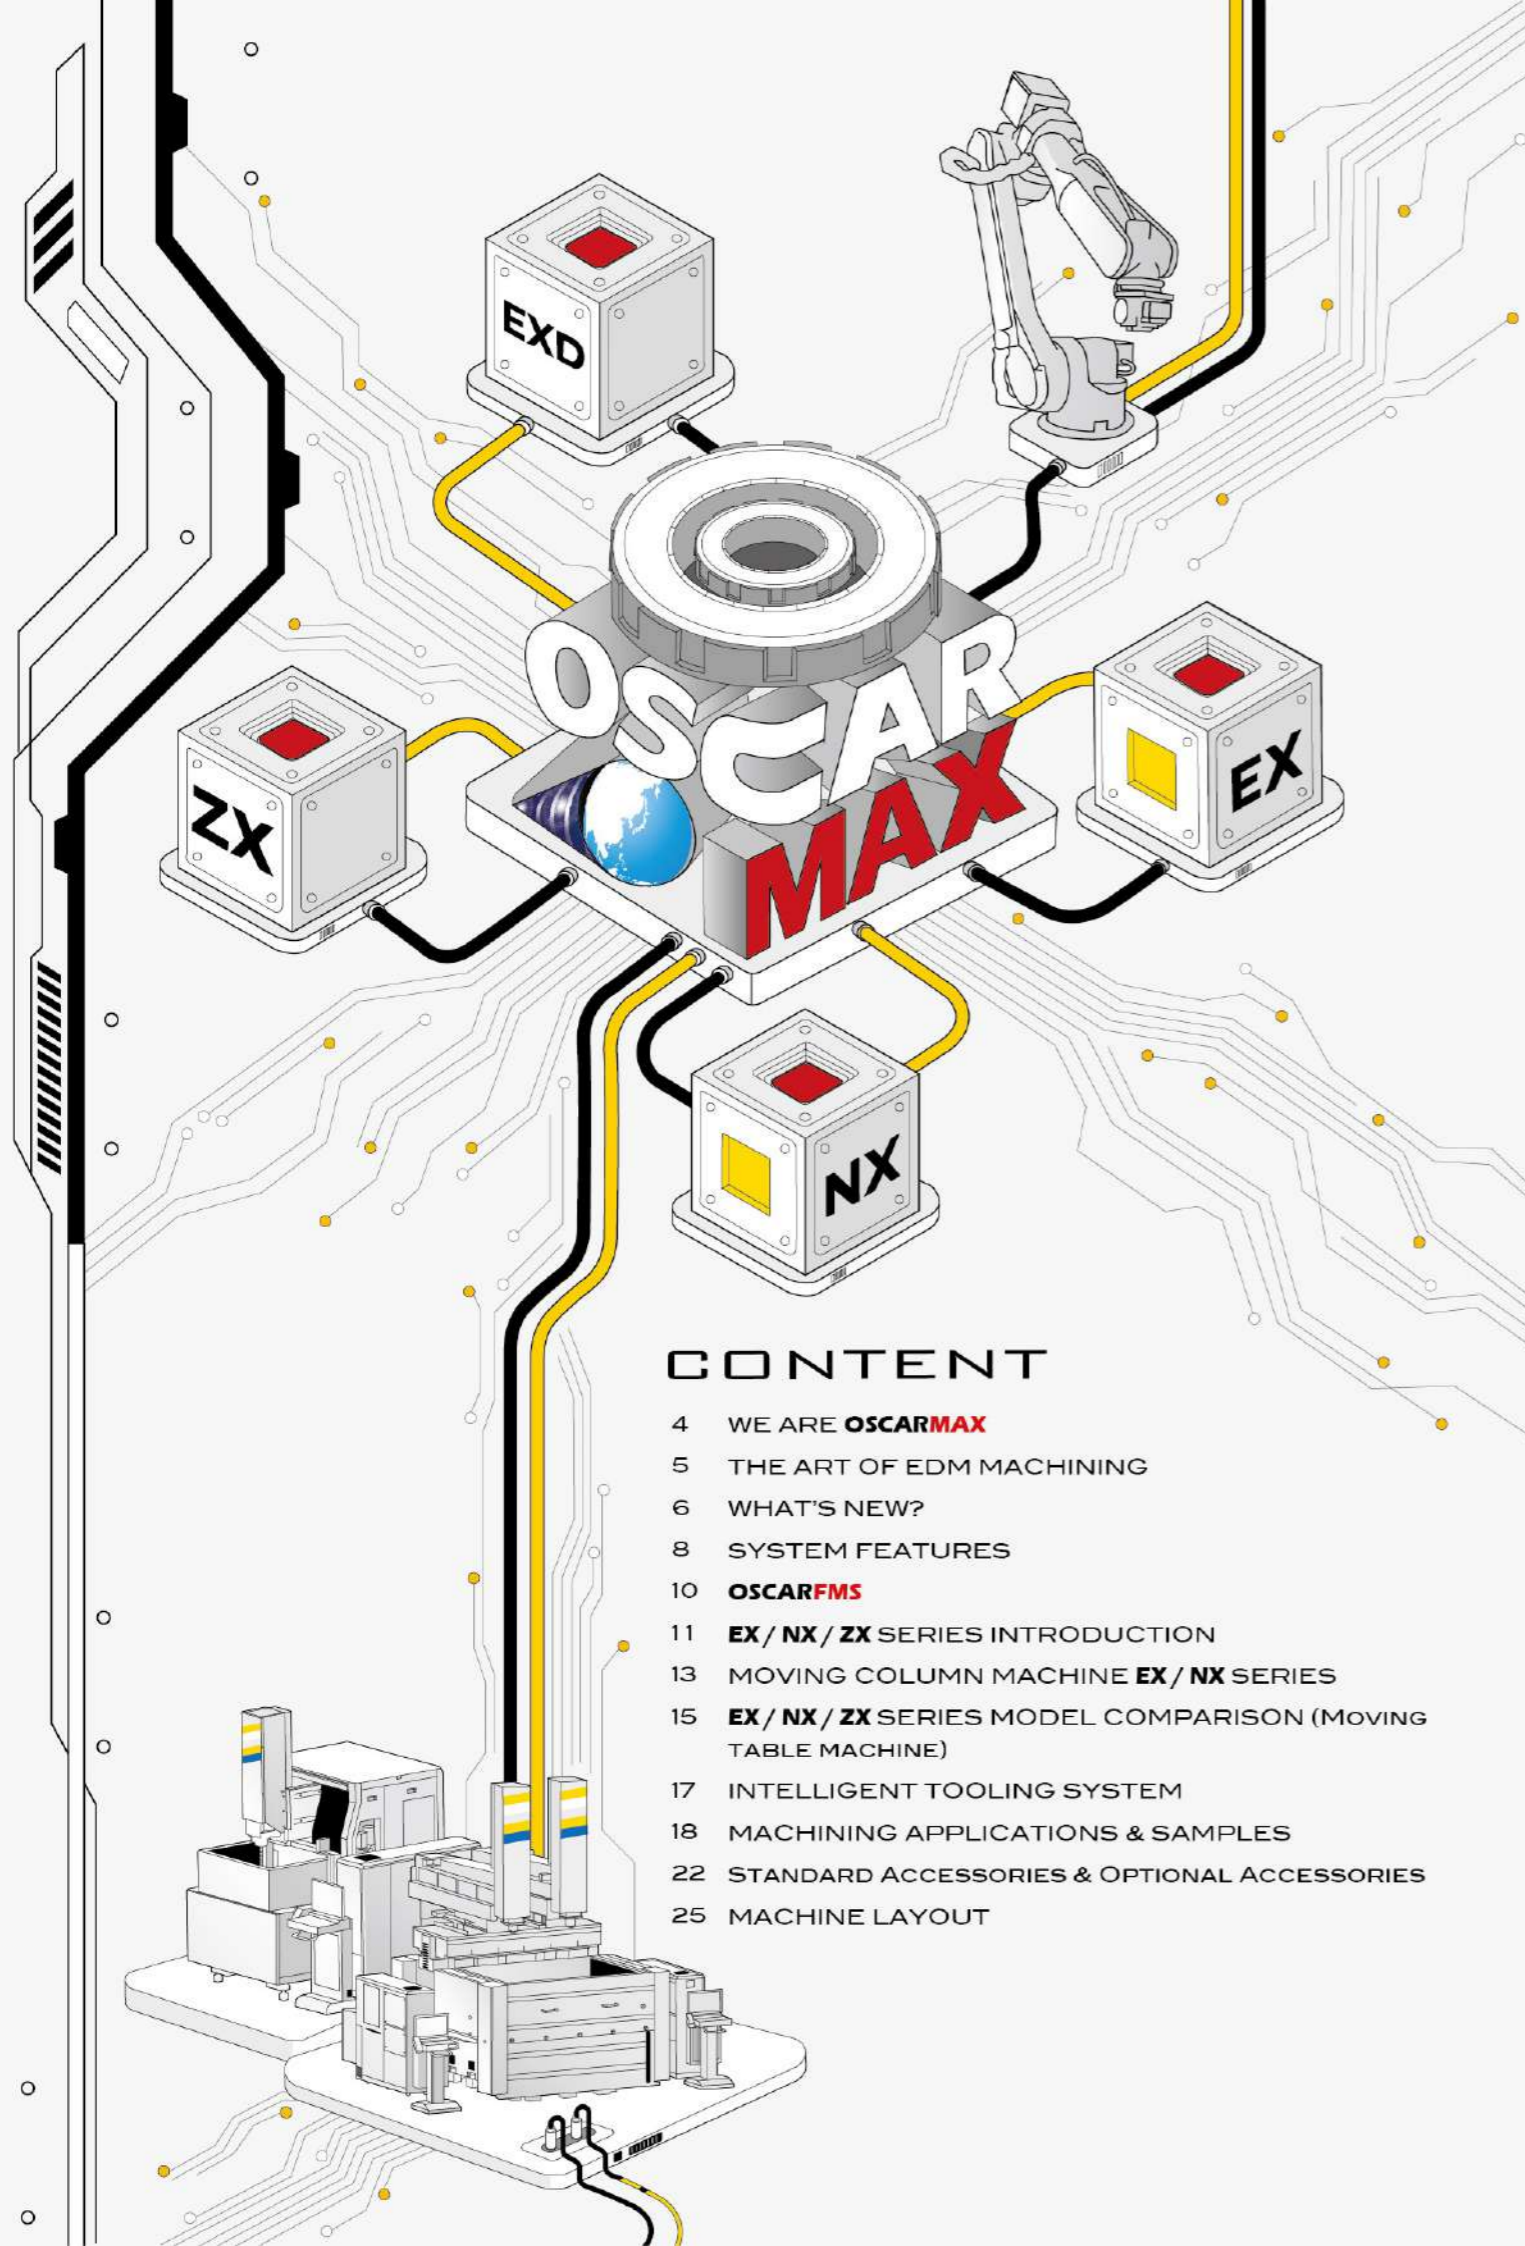 EXD
OSCAR
MAX
ZX
EX
NX
CONTENT
4 WE ARE OSCARMAX
5 THE ART OF EDM MACHINING
6 WHAT'S NEW?
8 SYSTEM FEATURES
10 OSCARFMS
11 EX / NX / ZX SERIES INTRODUCTION
13 MOVING COLUMN MACHINE EX / NX SERIES
15 EX / NX / ZX SERIES MODEL COMPARISON (MOVING
TABLE MACHINE)
17 INTELLIGENT TOOLING SYSTEM
18 MACHINING APPLICATIONS & SAMPLES
22 STANDARD ACCESSORIES & OPTIONAL ACCESSORIES
25 MACHINE LAYOUT